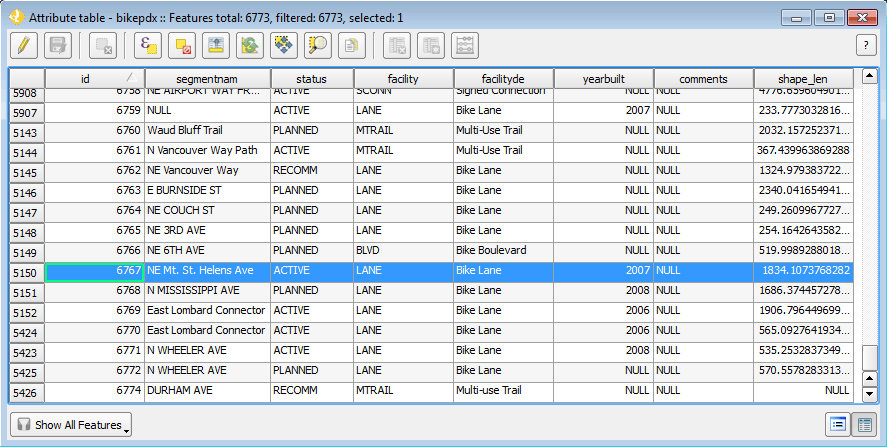 Attribute table - bikepdx :: Features total: 6773, filtered: 6773, selected: 1
?
id segmentnam status facility facilityde yearbuilt comments shape_len
5908 6758 NE AIRPORT WAY FR... ACTIVE SCONN Signed Connection NULL NULL 4776.659604901...
5907 6759 NULL ACTIVE LANE Bike Lane 2007 NULL 233.7773032816...
5143 6760 Waud Bluff Trail PLANNED MTRAIL Multi-Use Trail NULL NULL 2032.157252371...
5144 6761 N Vancouver Way Path ACTIVE MTRAIL Multi-Use Trail NULL NULL 367.439963869288
5145 6762 NE Vancouver Way RECOMM LANE Bike Lane NULL NULL 1324.979383722...
5146 6763 E BURNSIDE ST PLANNED LANE Bike Lane NULL NULL 2340.041654941...
5147 6764 NE COUCH ST PLANNED LANE Bike Lane NULL NULL 249.2609967727...
5148 6765 NE 3RD AVE PLANNED LANE Bike Lane NULL NULL 254.1642643582...
5149 6766 NE 6TH AVE PLANNED BLVD Bike Boulevard NULL NULL 519.9989288018...
5150 6767 NE Mt. St. Helens Ave ACTIVE LANE Bike Lane 2007 NULL 1834.1073768282
5151 6768 N MISSISSIPPI AVE PLANNED LANE Bike Lane 2008 NULL 1686.374457278...
5152 6769 East Lombard Connector ACTIVE LANE Bike Lane 2006 NULL 1906.796449699...
5424 6770 East Lombard Connector ACTIVE LANE Bike Lane 2006 NULL 565.0927641934...
5423 6771 N WHEELER AVE ACTIVE LANE Bike Lane 2008 NULL 535.2532837349...
5425 6772 N WHEELER AVE PLANNED LANE Bike Lane NULL NULL 570.5578283313...
5426 6774 DURHAM AVE RECOMM MTRAIL Multi-use Trail NULL NULL NULL
Show All Features